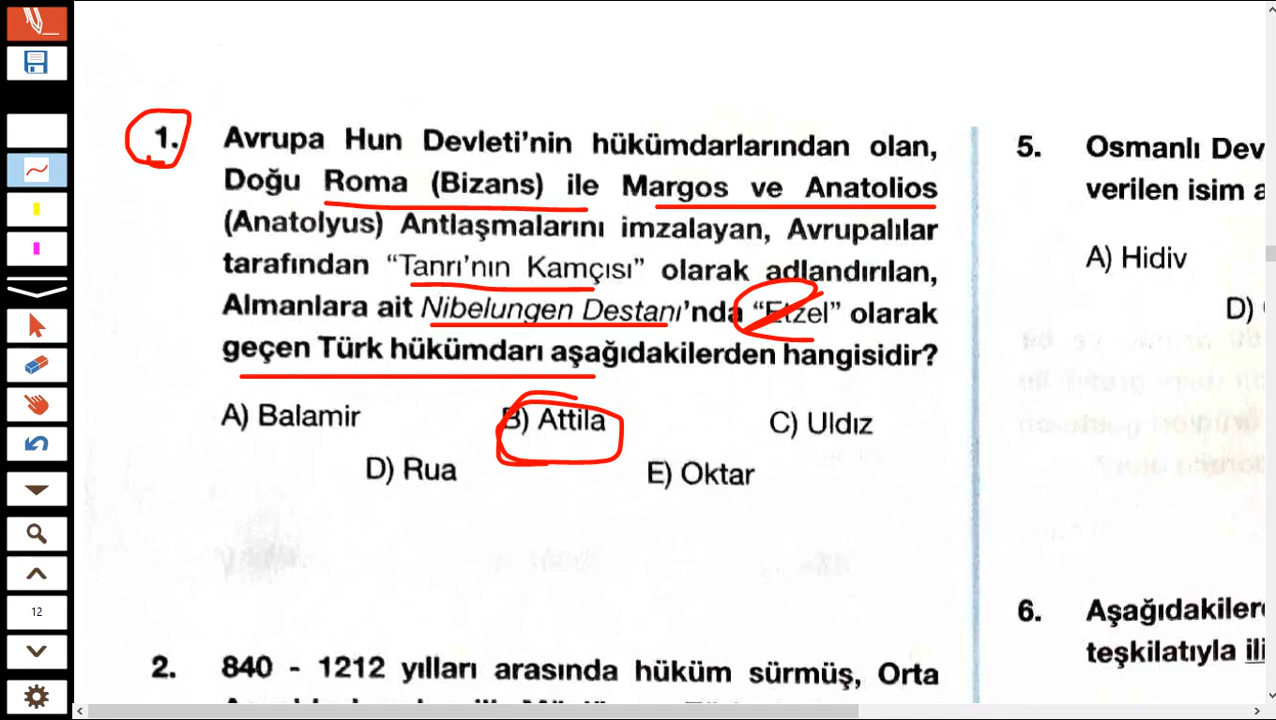 1. Avrupa Hun Devleti’nin hükümdarlarından olan,
Doğu Roma (Bizans) ile Margos ve Anatolios
(Anatolyus) Antlaşmalarını imzalayan, Avrupalılar
tarafından “Tanrı’nın Kamçısı” olarak adlandırılan,
Almanlara ait Nibelungen Destanı’nda “Etzel” olarak
geçen Türk hükümdarı aşağıdakilerden hangisidir?
A) Balamir B) Attila C) Uldız
D) Rua E) Oktar
2. 840 - 1212 yılları arasında hüküm sürmüş, Orta
5. Osmanlı Dev
verilen isim a
A) Hidiv
D)
6. Aşağıdakiler
teşkilatıyla ili
12